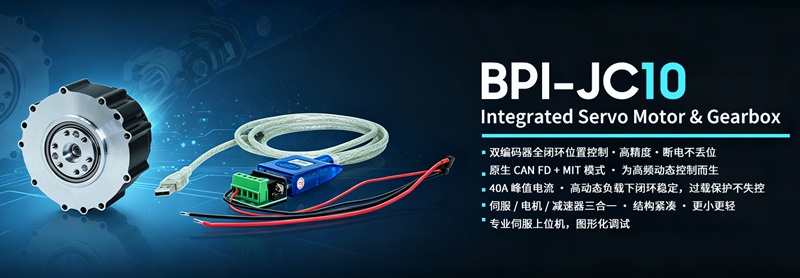 BPI-JC10
Integrated Servo Motor & Gearbox
双编码器全闭环位置控制・高精度・断电不丢位
原生 CAN FD + MIT 模式 ・ 为高频动态控制而生
40A 峰值电流 ・ 高动态负载下闭环稳定，过载保护不失控
伺服 / 电机 / 减速器三合一 ・ 结构紧凑 ・ 更小更轻
专业伺服上位机，图形化调试